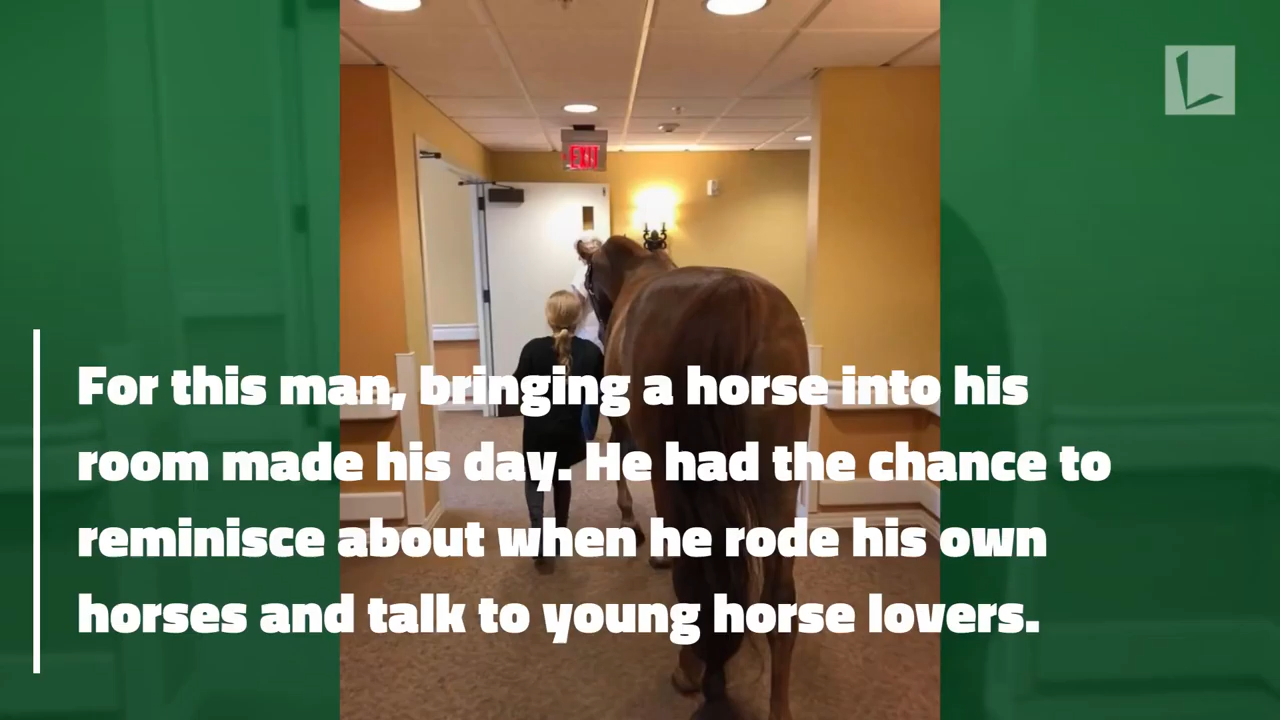 EXIT
For this man, bringing a horse into his
room made his day. He had the chance to
reminisce about when he rode his own
horses and talk to young horse lovers.